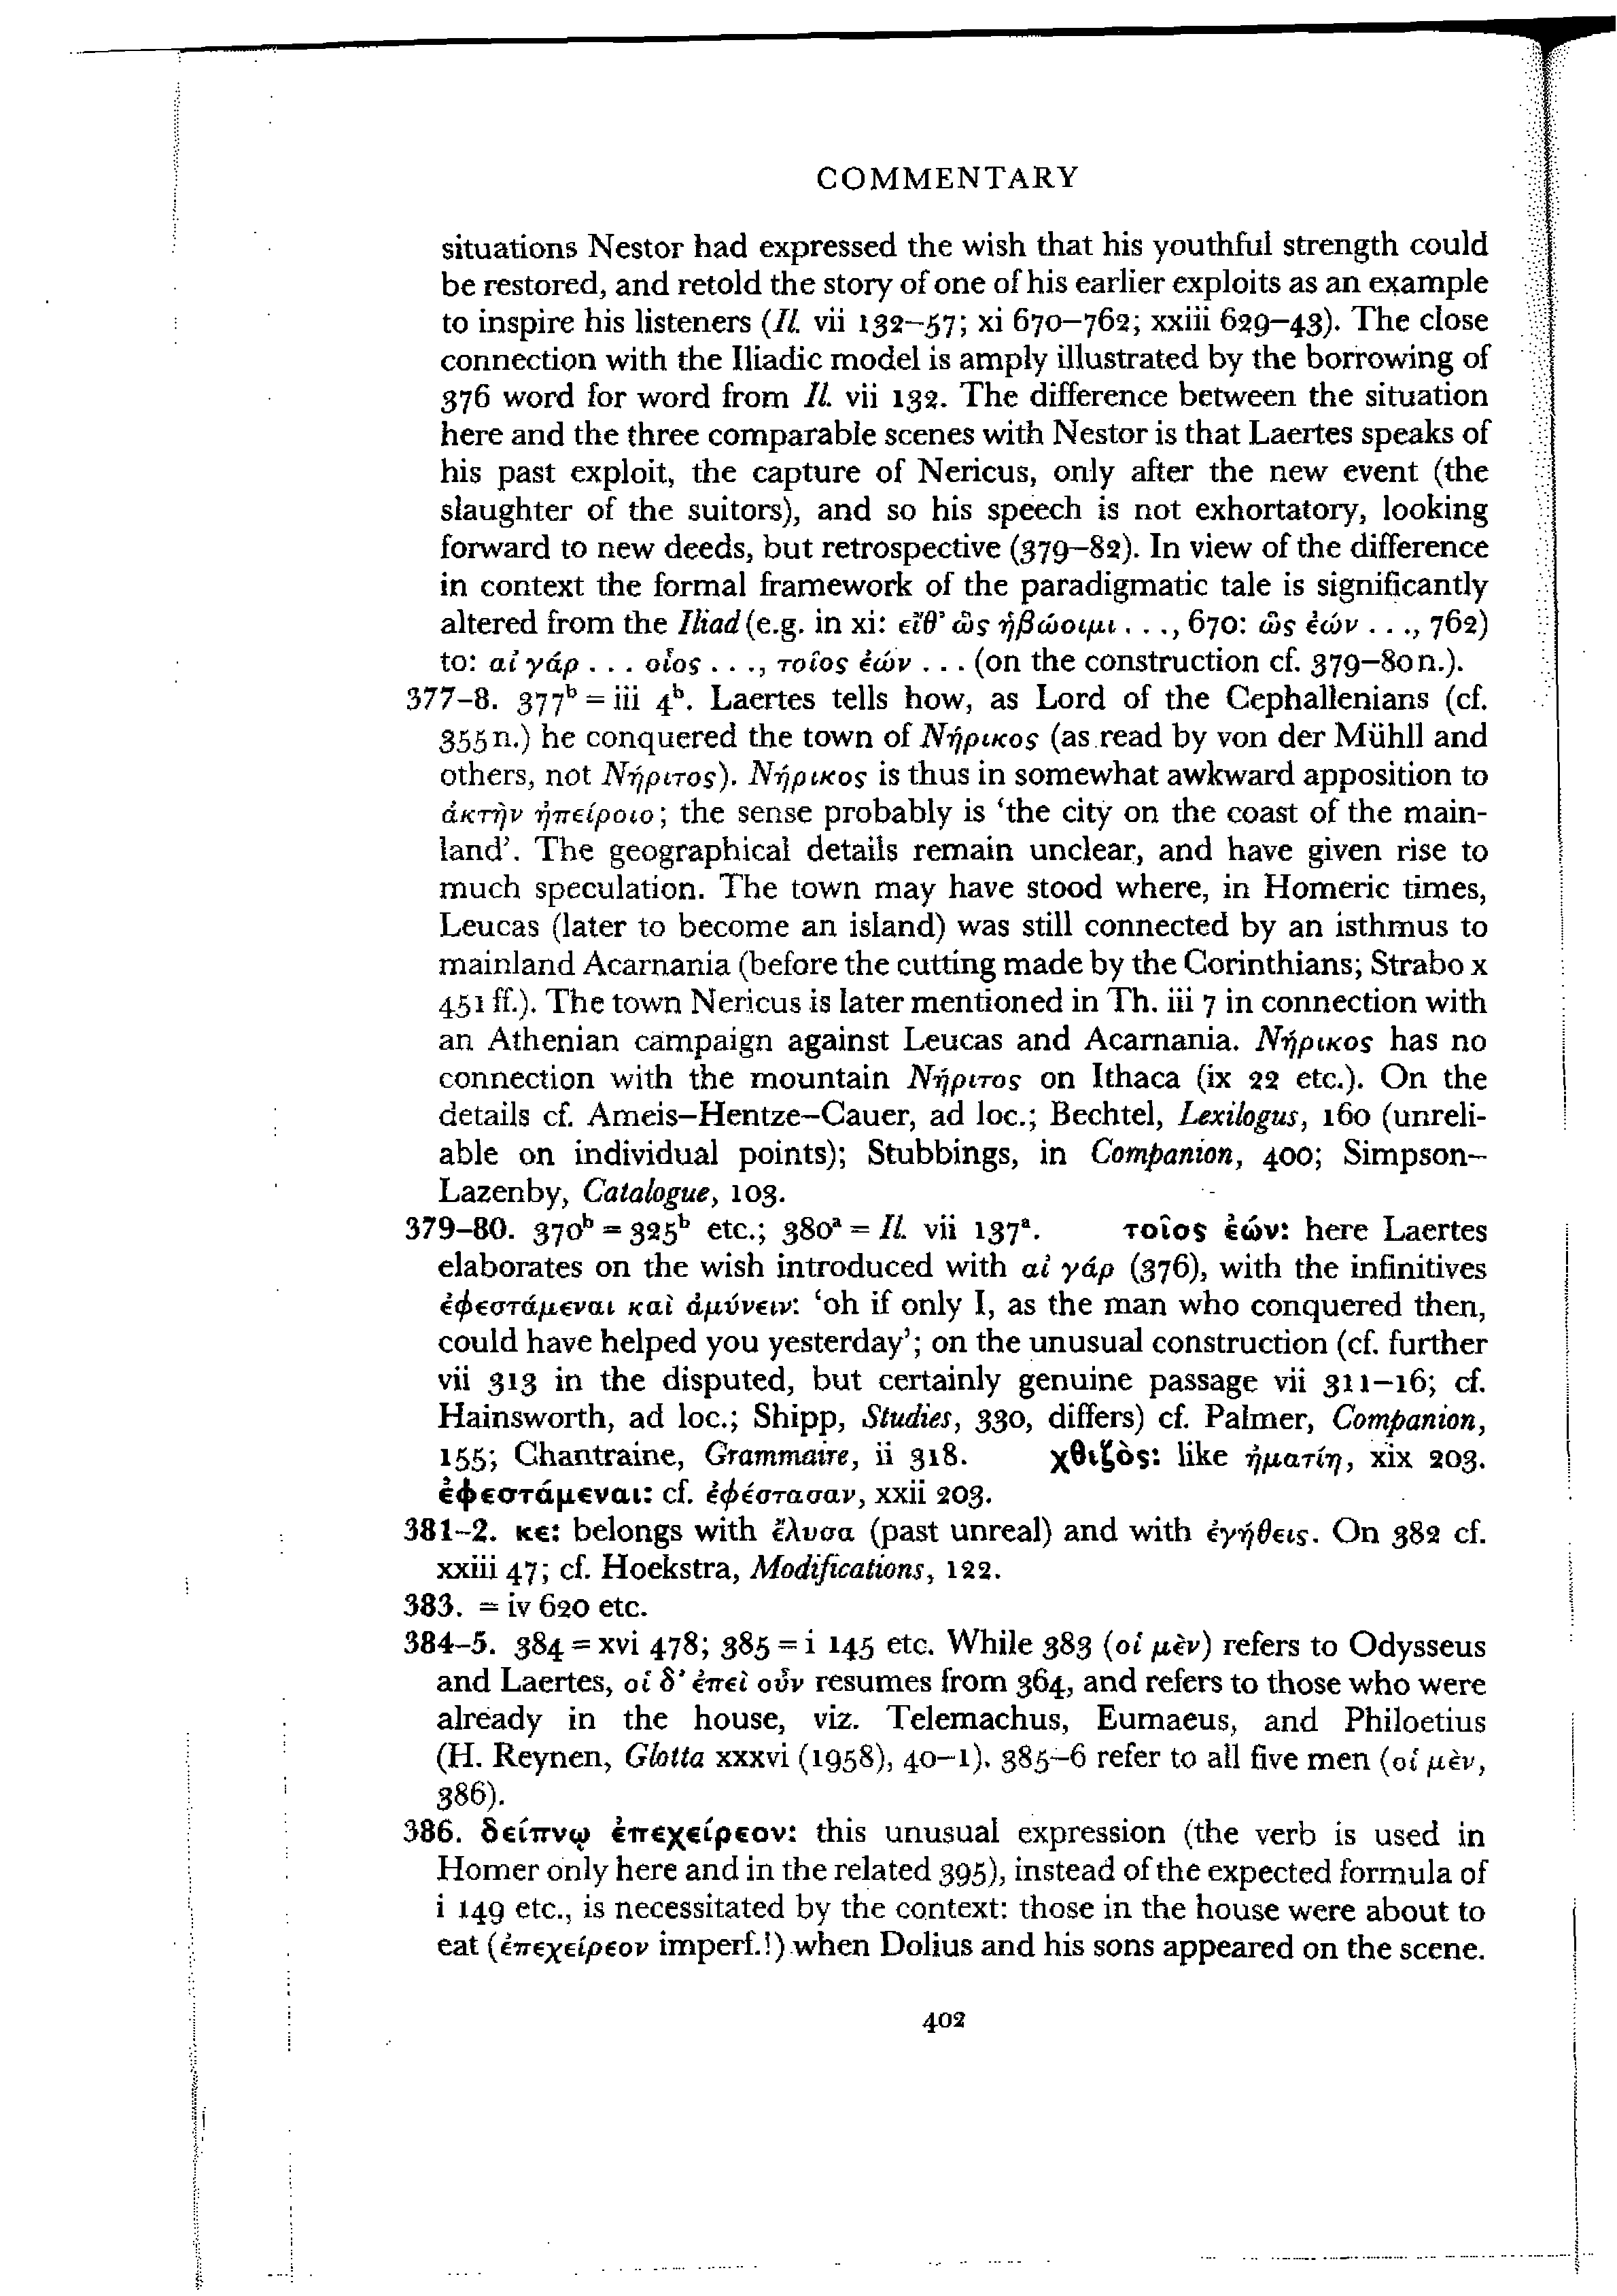 COMMENTARY
situations Nestor had expressed the wish that his youthful strength could
be restored, and retold the story of one of his earlier exploits as an example
to inspire his listeners (Il. vii 132–57; xi 670–762; xxiii 629–43). The close
connection with the Iliadic model is amply illustrated by the borrowing of
376 word for word from Il. vii 132. The difference between the situation
here and the three comparable scenes with Nestor is that Laertes speaks of
his past exploit, the capture of Nericus, only after the new event (the
slaughter of the suitors), and so his speech is not exhortatory, looking
forward to new deeds, but retrospective (379–82). In view of the difference
in context the formal framework of the paradigmatic tale is significantly
altered from the Iliad (e.g. in xi: εἴθ' ὣς ἡβώοιμι . . ., 670: ὣς ἐών . . ., 762)
to: αἲ γάρ . . . οἷος . . ., τοῖος ἐών . . . (on the construction cf. 379–80 n.).
377–8. 377ᵇ = iii 4ᵇ. Laertes tells how, as Lord of the Cephallenians (cf.
355 n.) he conquered the town of Νήρικος (as read by von der Mühll and
others, not Νήριτος). Νήρικος is thus in somewhat awkward apposition to
ἀκτὴν ἠπείροιο; the sense probably is ‘the city on the coast of the main-
land’. The geographical details remain unclear, and have given rise to
much speculation. The town may have stood where, in Homeric times,
Leucas (later to become an island) was still connected by an isthmus to
mainland Acarnania (before the cutting made by the Corinthians; Strabo x
451 ff.). The town Nericus is later mentioned in Th. iii 7 in connection with
an Athenian campaign against Leucas and Acarnania. Νήρικος has no
connection with the mountain Νήριτος on Ithaca (ix 22 etc.). On the
details cf. Ameis–Hentze–Cauer, ad loc.; Bechtel, Lexilogus, 160 (unreli-
able on individual points); Stubbings, in Companion, 400; Simpson–
Lazenby, Catalogue, 103.
379–80. 370ᵇ = 325ᵇ etc.; 380ᵃ = Il. vii 137ᵃ. τοῖος ἐών: here Laertes
elaborates on the wish introduced with αἲ γάρ (376), with the infinitives
ἐφεστάμεναι καὶ ἀμύνειν: ‘oh if only I, as the man who conquered then,
could have helped you yesterday’; on the unusual construction (cf. further
vii 313 in the disputed, but certainly genuine passage vii 311–16; cf.
Hainsworth, ad loc.; Shipp, Studies, 330, differs) cf. Palmer, Companion,
155; Chantraine, Grammaire, ii 318. χθιζὸς: like ἡματίη, xix 203.
ἐφεστάμεναι: cf. ἐφέστασαν, xxii 203.
381–2. κε: belongs with ἔλυσα (past unreal) and with ἐγήθεις. On 382 cf.
xxiii 47; cf. Hoekstra, Modifications, 122.
383. = iv 620 etc.
384–5. 384 = xvi 478; 385 = i 145 etc. While 383 (οἱ μὲν) refers to Odysseus
and Laertes, οἱ δ' ἐπεὶ οὖν resumes from 364, and refers to those who were
already in the house, viz. Telemachus, Eumaeus, and Philoetius
(H. Reynen, Glotta xxxvi (1958), 40–1). 385–6 refer to all five men (οἱ μὲν,
386).
386. δείπνῳ ἐπεχείρεον: this unusual expression (the verb is used in
Homer only here and in the related 395), instead of the expected formula of
i 149 etc., is necessitated by the context: those in the house were about to
eat (ἐπεχείρεον imperf.!) when Dolius and his sons appeared on the scene.
402